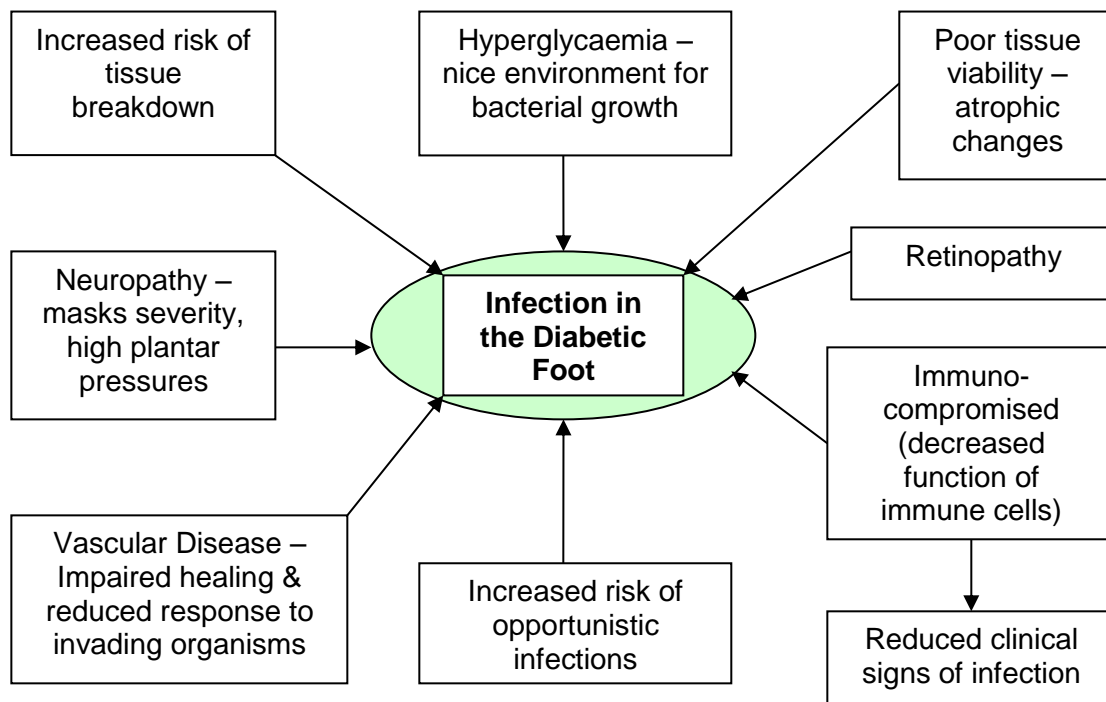 Increased risk of
tissue
breakdown
Hyperglycaemia –
nice environment for
bacterial growth
Poor tissue
viability –
atrophic
changes
Neuropathy –
masks severity,
high plantar
pressures
Infection in
the Diabetic
Foot
Retinopathy
Immuno-
compromised
(decreased
function of
immune cells)
Vascular Disease –
Impaired healing &
reduced response to
invading organisms
Increased risk of
opportunistic
infections
Reduced clinical
signs of infection